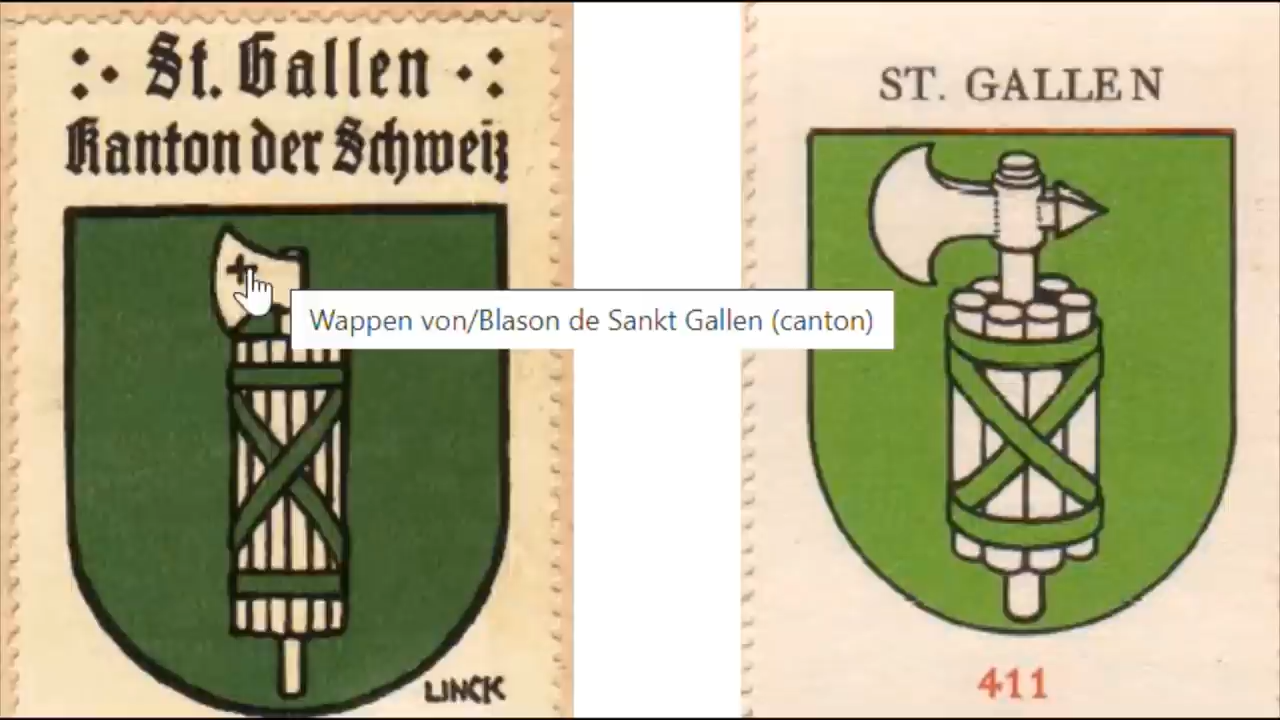 St. Gallen
Kanton der Schweiz
LINCK
Wappen von/Blason de Sankt Gallen (canton)
ST. GALLEN
411